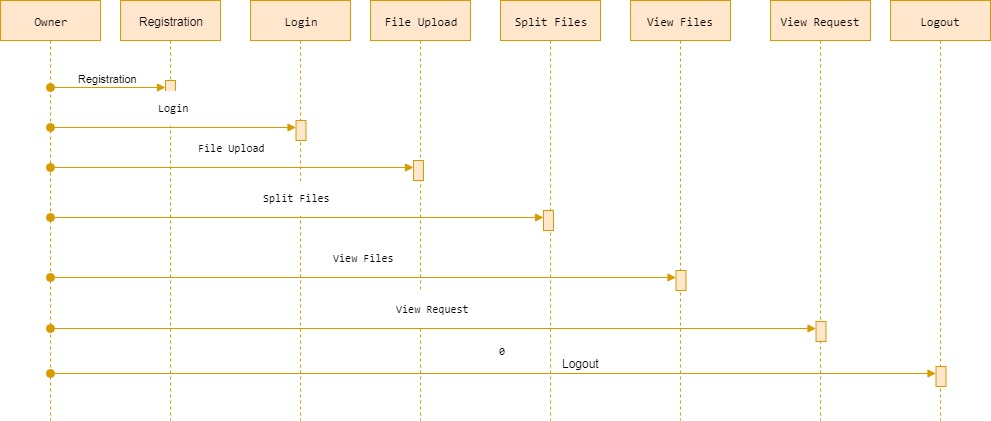 Owner
Registration
Login
File Upload
Split Files
View Files
View Request
Logout
Registration
Login
File Upload
Split Files
View Files
View Request
0
Logout